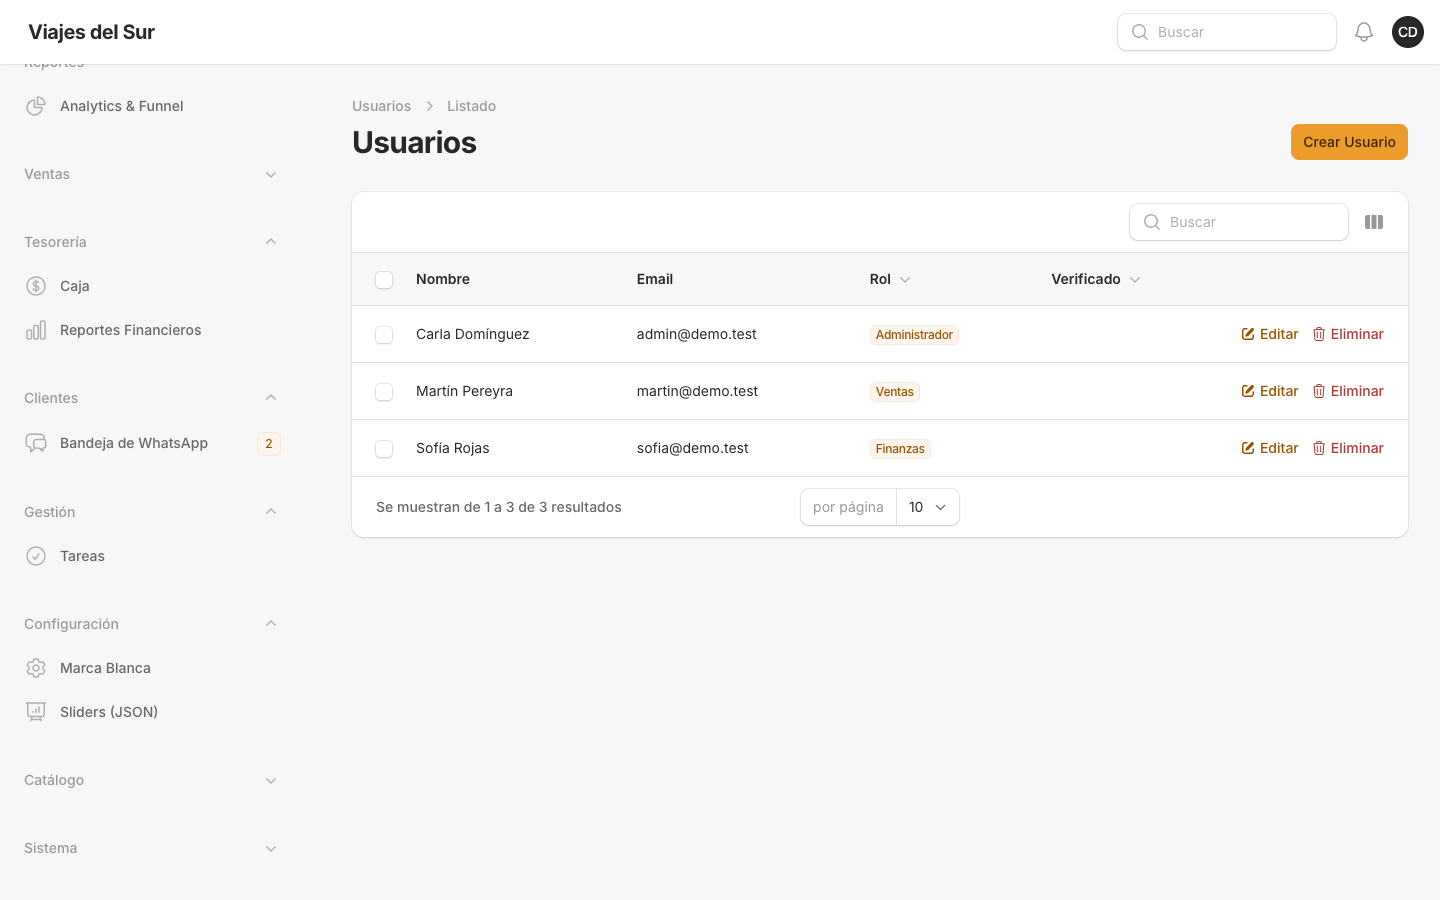 Viajes del Sur
Buscar
CD
Reportes
Analytics & Funnel
Ventas
Tesorería
Caja
Reportes Financieros
Clientes
Bandeja de WhatsApp 2
Gestión
Tareas
Configuración
Marca Blanca
Sliders (JSON)
Catálogo
Sistema
Usuarios Listado
Usuarios
Crear Usuario
Buscar
Nombre Email Rol Verificado
Carla Domínguez admin@demo.test Administrador Editar Eliminar
Martín Pereyra martin@demo.test Ventas Editar Eliminar
Sofía Rojas sofia@demo.test Finanzas Editar Eliminar
Se muestran de 1 a 3 de 3 resultados
por página 10